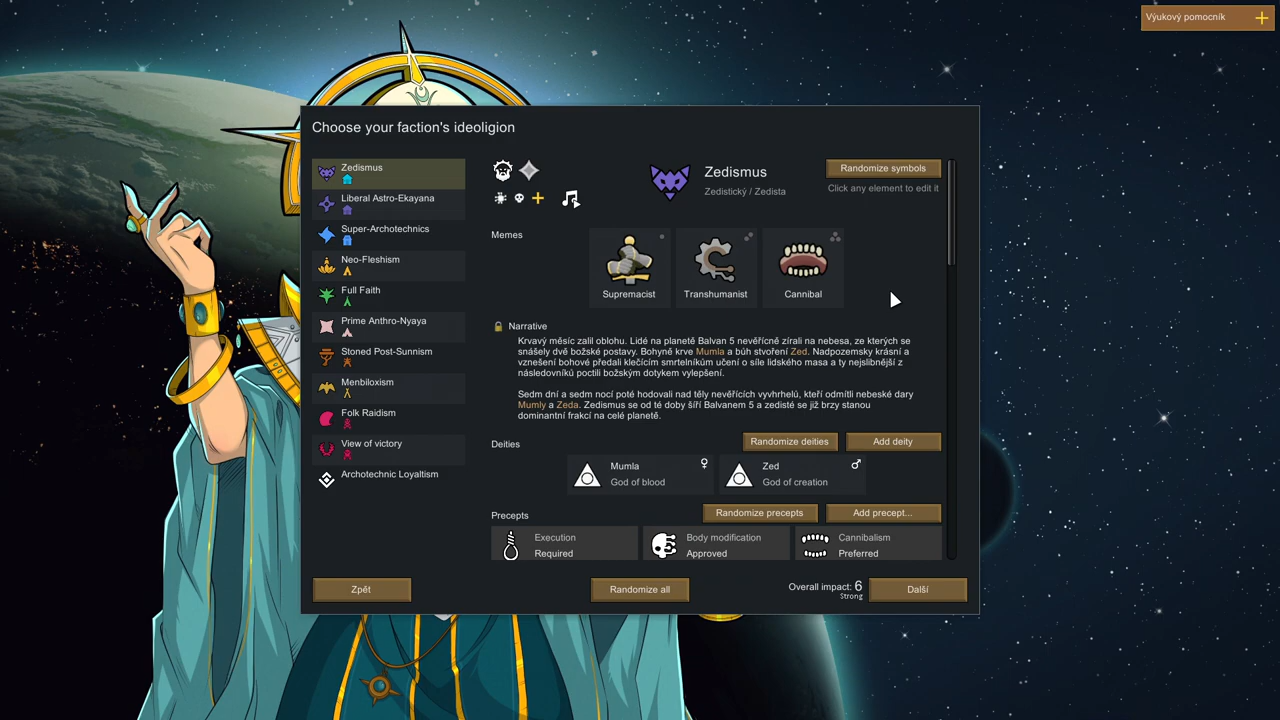 Výukový pomocník
Choose your faction's ideoligion
Zedismus
Liberal Astro-Ekayana
Super-Archotechnics
Neo-Fleshism
Full Faith
Prime Anthro-Nyaya
Stoned Post-Sunnism
Menbiloxism
Folk Raidism
View of victory
Archotechnic Loyaltism
Zedismus
Zedistický / Zedista
Randomize symbols
Click any element to edit it
Memes
Supremacist
Transhumanist
Cannibal
Narrative
Krvavý měsíc zalil oblohu. Lidé na planetě Balvan 5 nevěřícně zírali na nebesa, ze kterých se
snášely dvě božské postavy. Bohyně krve Mumla a búh stvoření Zed. Nadpozemsky krásní a
vznešení bohové předali klečícím smrtelníkům učení o síle lidského masa a ty nejslibnější z
následovníků poctili božským dotykem vylepšení.
Sedm dní a sedm nocí poté hodovali nad těly nevěřících vyvrhelů, kteří odmítli nebeské dary
Mumly a Zeda. Zedismus se od té doby šíří Balvanem 5 a zedisté se již brzy stanou
dominantní frakcí na celé planetě.
Deities
Randomize deities
Add deity
Mumla
God of blood
Zed
God of creation
Precepts
Randomize precepts
Add precept...
Execution
Required
Body modification
Approved
Cannibalism
Preferred
Zpět
Randomize all
Overall impact: 6
Strong
Další